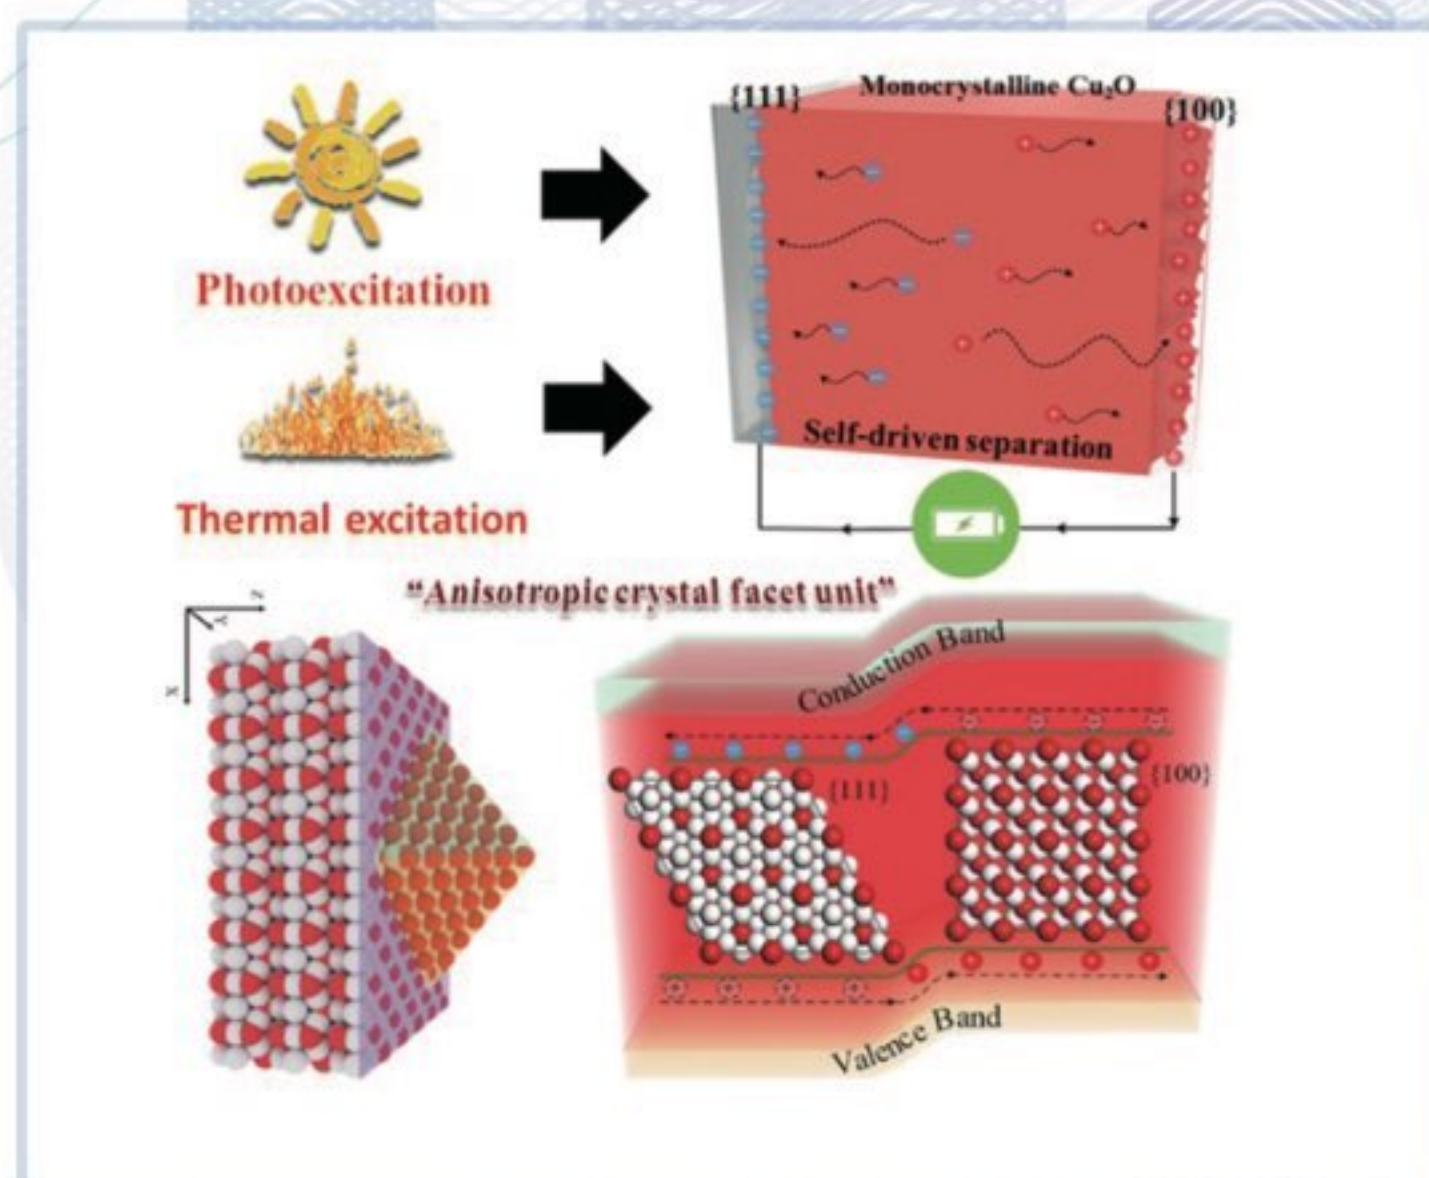 Monocrystalline Cu₂O
{111}
{100}
Photoexcitation
Self-driven separation
Thermal excitation
"Anisotropic crystal facet unit"
Z
Y
X
Conduction Band
{111}
{100}
Valence Band